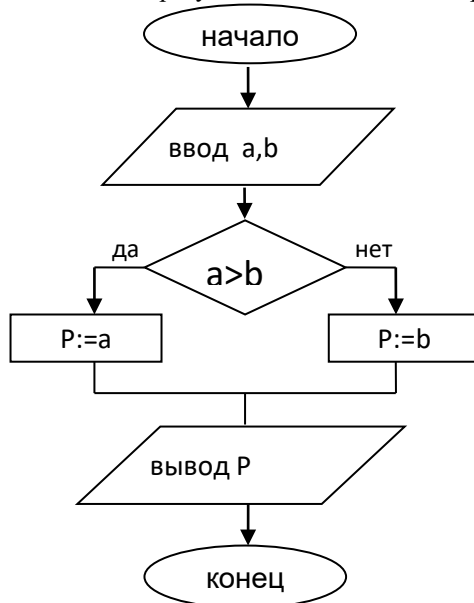 начало
ввод a,b
да
нет
a>b
P:=a
P:=b
вывод P
конец